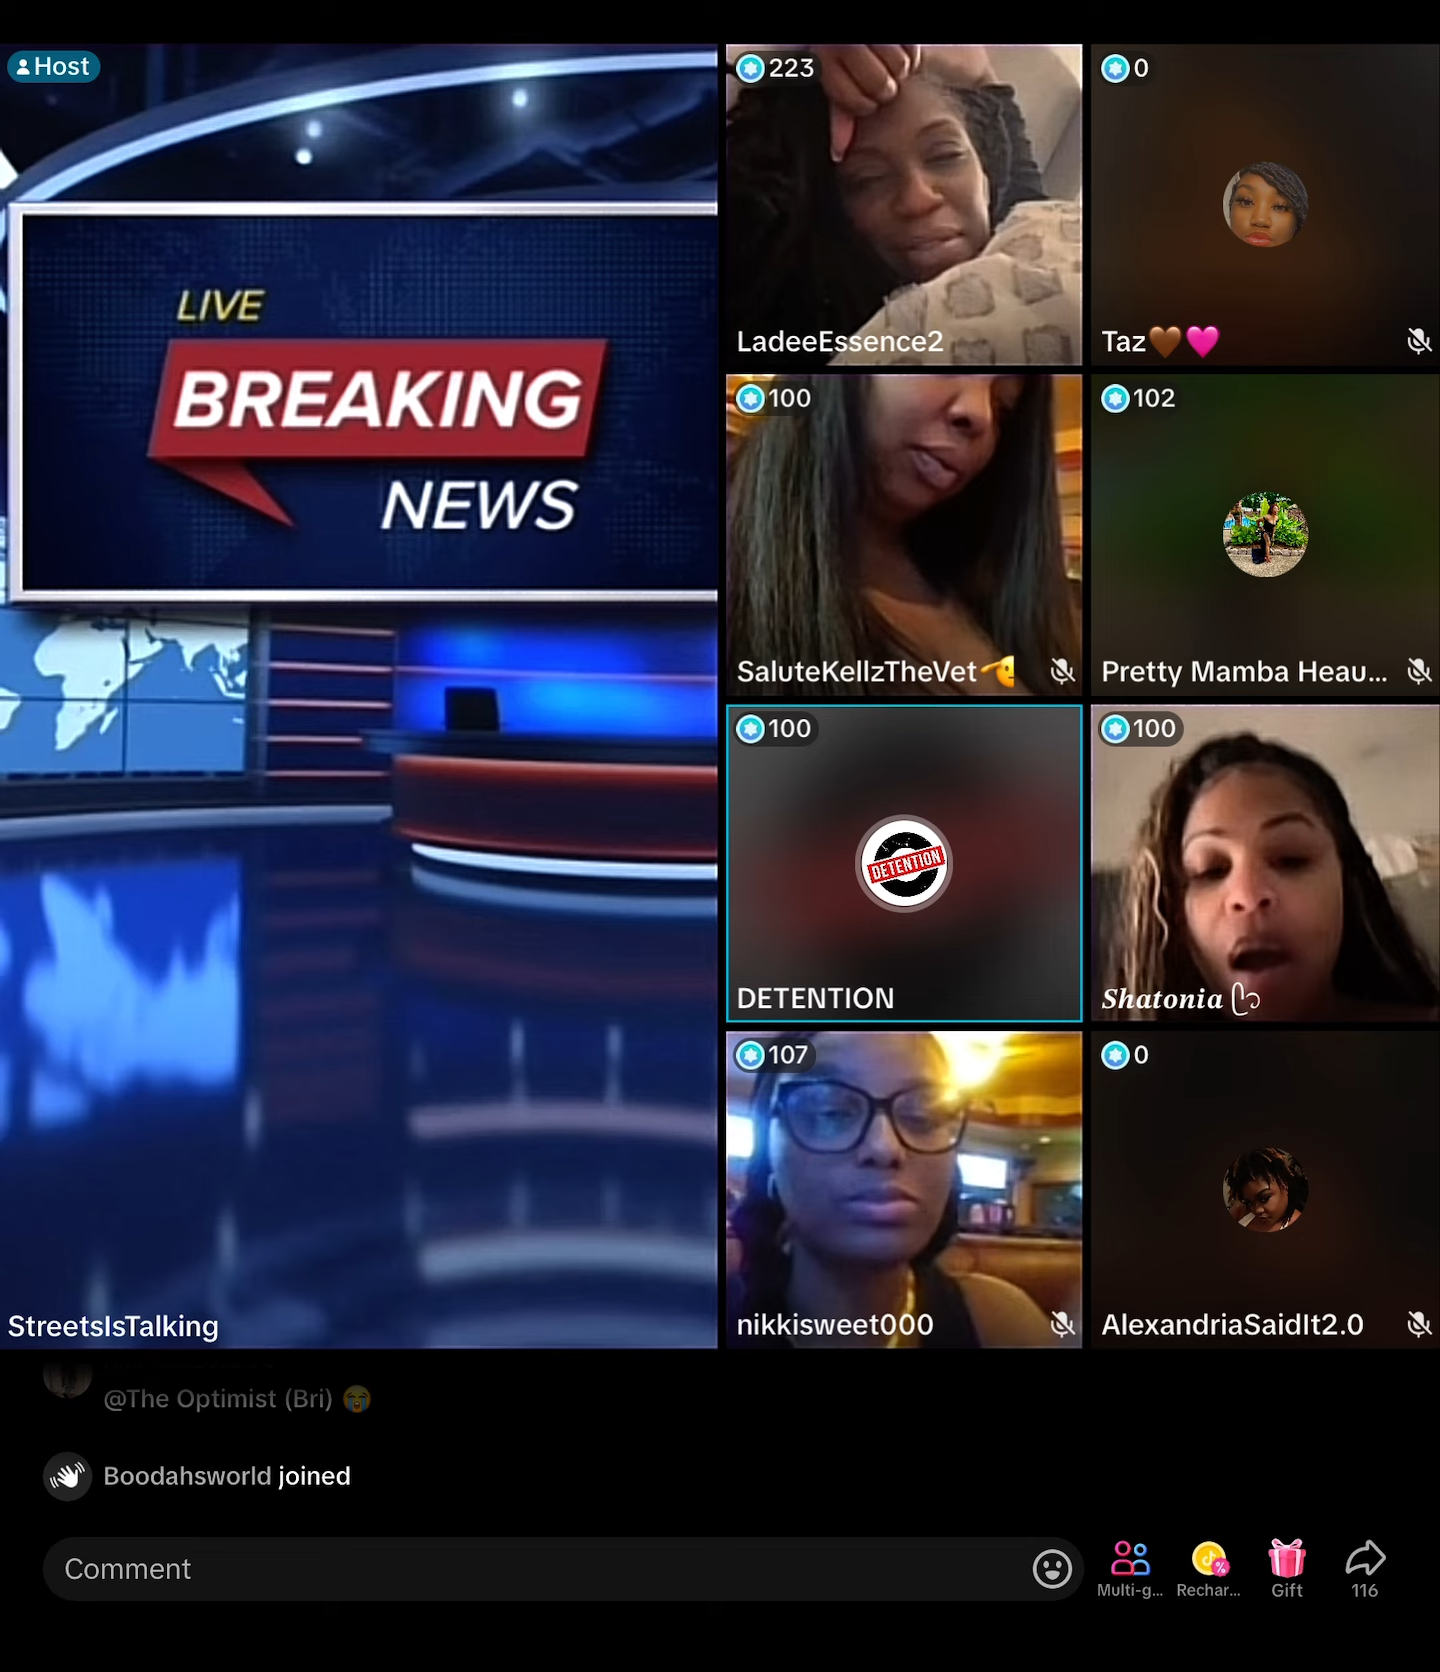 Host
LIVE
BREAKING
NEWS
StreetsIsTalking
223
LadeeEssence2
0
Taz🤎🩷
100
SaluteKellzTheVet🫡
102
Pretty Mamba Heau...
100
DETENTION
DETENTION
100
Shatonia
107
nikkisweet000
0
AlexandriaSaidIt2.0
@The Optimist (Bri) 😭
Boodahsworld joined
Comment
Multi-g...
Rechar...
Gift
116